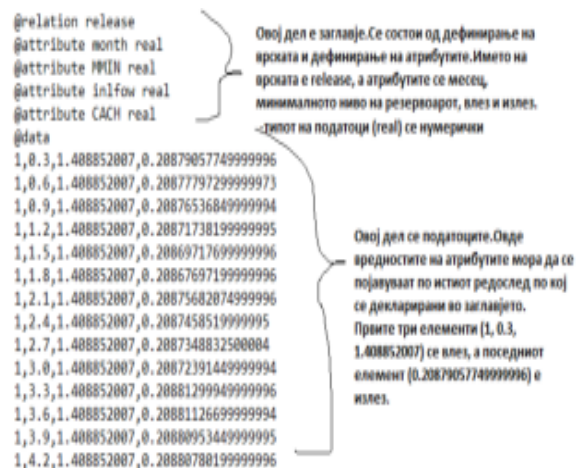 @relation release
@attribute month real
@attribute MMIN real
@attribute inlfow real
@attribute CACH real
@data
1,0.3,1.408852007,0.20879057749999996
1,0.6,1.408852007,0.20877797299999973
1,0.9,1.408852007,0.20876536849999994
1,1.2,1.408852007,0.20871738199999995
1,1.5,1.408852007,0.20869717699999996
1,1.8,1.408852007,0.20867697199999996
1,2.1,1.408852007,0.20875682074999996
1,2.4,1.408852007,0.2087458519999995
1,2.7,1.408852007,0.2087348832500004
1,3.0,1.408852007,0.20872391449999994
1,3.3,1.408852007,0.20881299949999996
1,3.6,1.408852007,0.20881126699999994
1,3.9,1.408852007,0.20880953449999995
1,4.2,1.408852007,0.20880780199999996
Овој дел е заглавје.Се состои од дефинирање на
врската и дефинирање на атрибутите.Името на
врската е release, а атрибутите се месец,
минималното ниво на резервоарот, влез и излез.
типот на податоци (real) се нумерички
Овој дел се податоците.Овде
вредностите на атрибутите мора да се
појавуваат по истиот редослед по кој
се декларирани во заглавјето.
Првите три елементи (1, 0.3,
1.408852007) се влез, а поседниот
елемент (0.20879057749999996) е
излез.